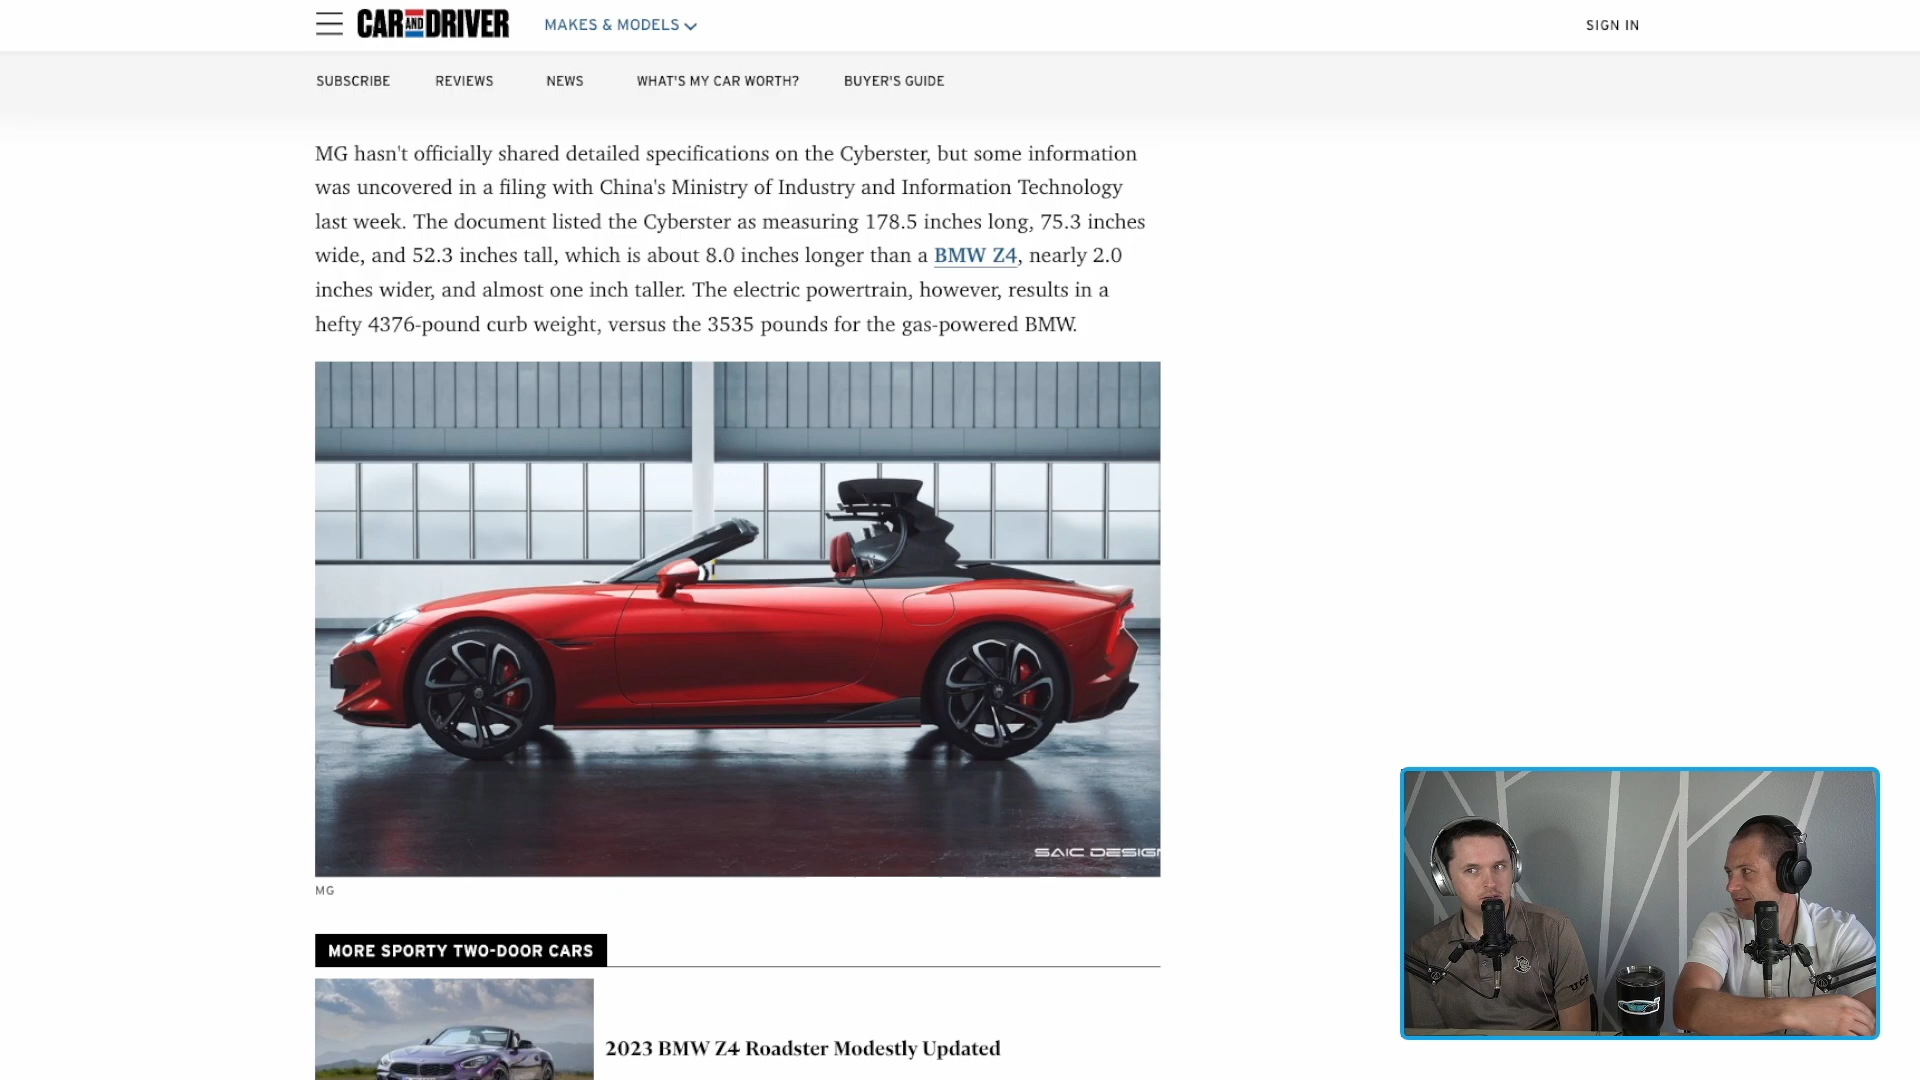 CAR AND DRIVER
MAKES & MODELS
SIGN IN
SUBSCRIBE
REVIEWS
NEWS
WHAT'S MY CAR WORTH?
BUYER'S GUIDE
MG hasn't officially shared detailed specifications on the Cyberster, but some information
was uncovered in a filing with China's Ministry of Industry and Information Technology
last week. The document listed the Cyberster as measuring 178.5 inches long, 75.3 inches
wide, and 52.3 inches tall, which is about 8.0 inches longer than a BMW Z4, nearly 2.0
inches wider, and almost one inch taller. The electric powertrain, however, results in a
hefty 4376-pound curb weight, versus the 3535 pounds for the gas-powered BMW.
SAIC DESIGN
MG
MORE SPORTY TWO-DOOR CARS
2023 BMW Z4 Roadster Modestly Updated
UCF